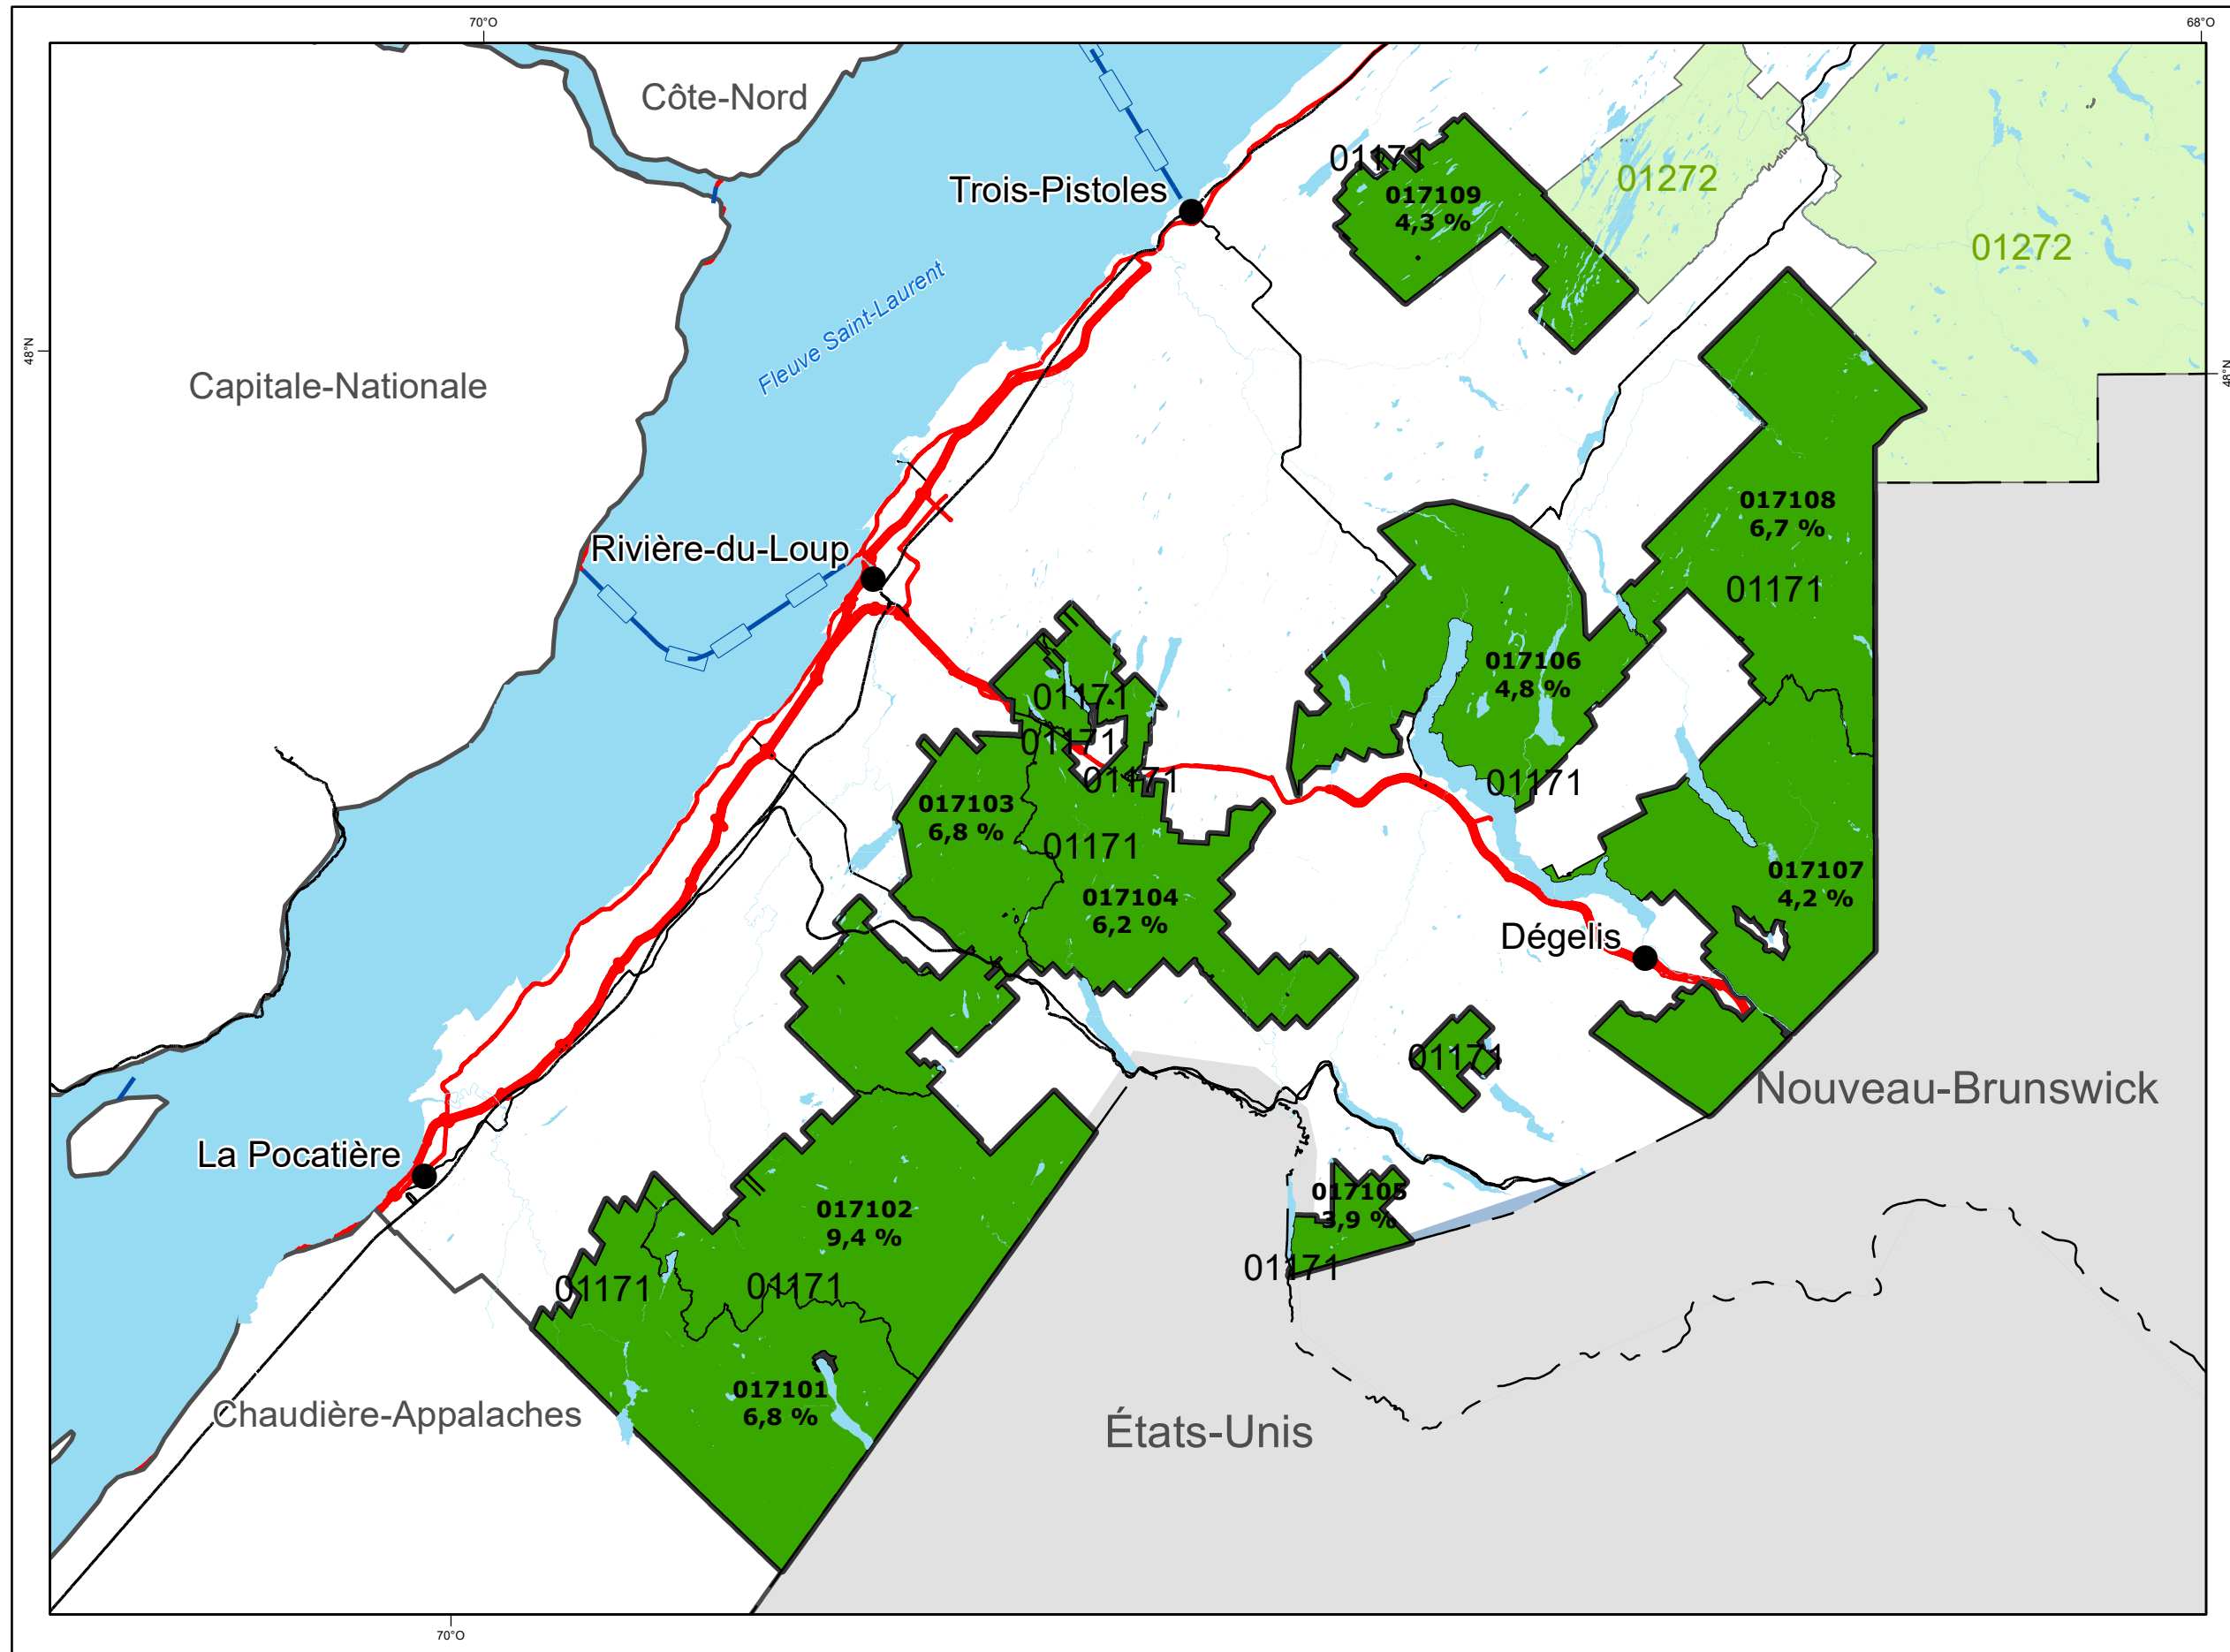 70°O
68°O
Côte-Nord
01171
Trois-Pistoles
01272
017109
4,3 %
01272
Fleuve Saint-Laurent
48°N
48°N
Capitale-Nationale
017108
6,7 %
Rivière-du-Loup
01171
017106
4,8 %
01171
01171
01171
01171
017103
6,8 %
01171
017107
4,2 %
017104
6,2 %
Dégelis
01171
Nouveau-Brunswick
La Pocatière
017105
3,9 %
017102
9,4 %
01171
01171
01171
017101
6,8 %
Chaudière-Appalaches
États-Unis
70°O